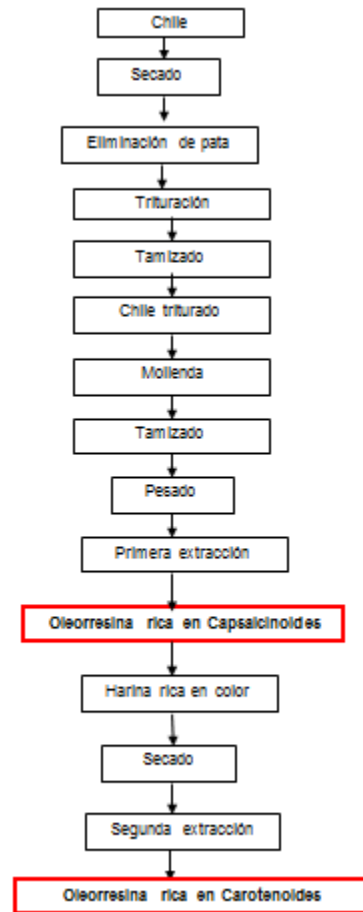 Chile
Secado
Eliminación de pata
Trituración
Tamizado
Chile triturado
Molienda
Tamizado
Pesado
Primera extracción
Oleorresina rica en Capsaicinoides
Harina rica en color
Secado
Segunda extracción
Oleorresina rica en Carotenoides